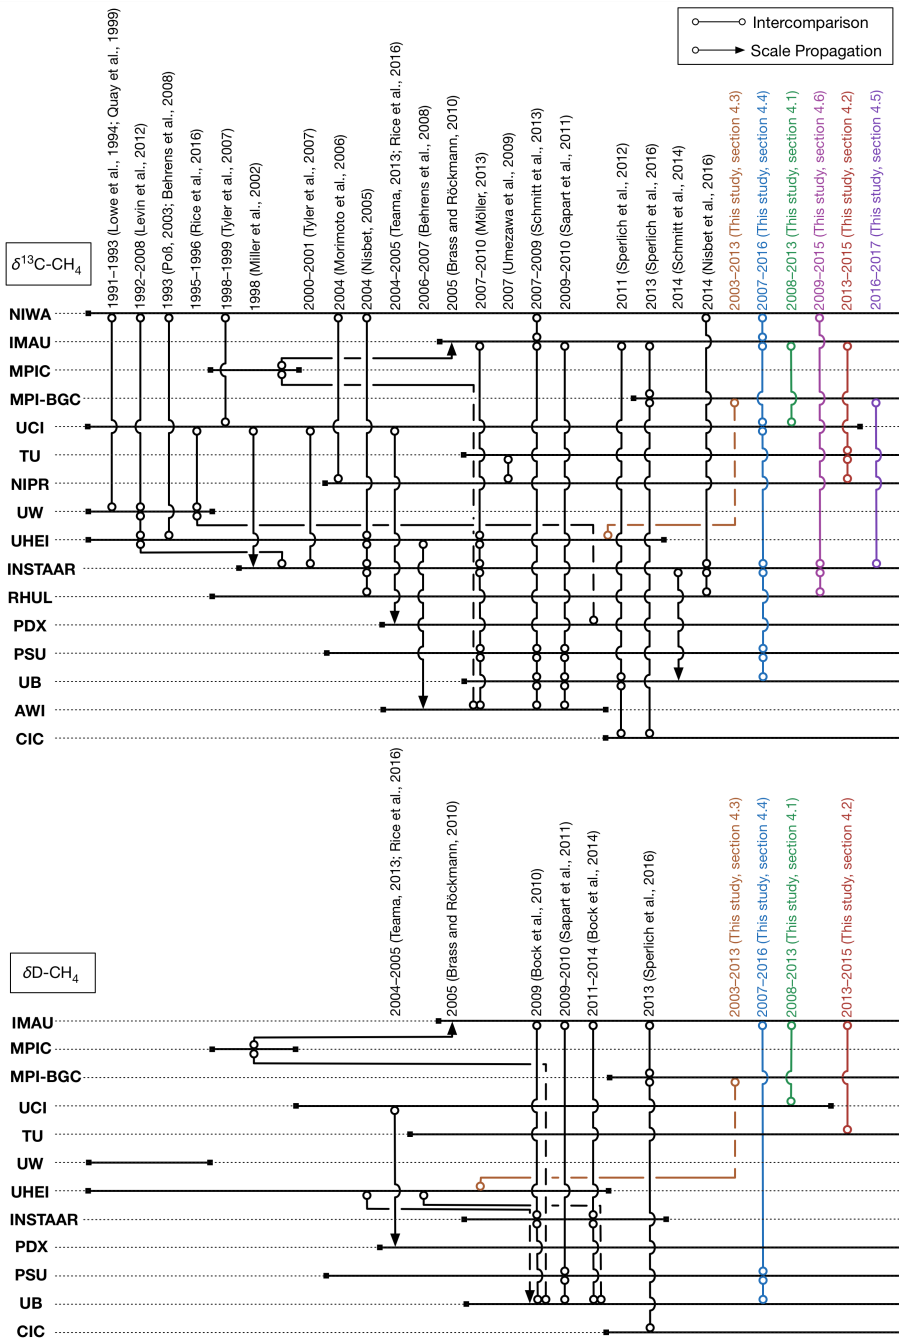 Intercomparison
Scale Propagation
δ¹³C-CH₄
1991–1993 (Lowe et al., 1994; Quay et al., 1999)
1992–2008 (Levin et al., 2012)
1993 (Poß, 2003; Behrens et al., 2008)
1995–1996 (Rice et al., 2016)
1998–1999 (Tyler et al., 2007)
1998 (Miller et al., 2002)
2000–2001 (Tyler et al., 2007)
2004 (Morimoto et al., 2006)
2004 (Nisbet, 2005)
2004–2005 (Teama, 2013; Rice et al., 2016)
2006–2007 (Behrens et al., 2008)
2005 (Brass and Röckmann, 2010)
2007–2010 (Möller, 2013)
2007 (Umezawa et al., 2009)
2007–2009 (Schmitt et al., 2013)
2009–2010 (Sapart et al., 2011)
2011 (Sperlich et al., 2012)
2013 (Sperlich et al., 2016)
2014 (Schmitt et al., 2014)
2014 (Nisbet et al., 2016)
2003–2013 (This study, section 4.3)
2007–2016 (This study, section 4.4)
2008–2013 (This study, section 4.1)
2009–2015 (This study, section 4.6)
2013–2015 (This study, section 4.2)
2016–2017 (This study, section 4.5)
NIWA
IMAU
MPIC
MPI-BGC
UCI
TU
NIPR
UW
UHEI
INSTAAR
RHUL
PDX
PSU
UB
AWI
CIC
δD-CH₄
2004–2005 (Teama, 2013; Rice et al., 2016)
2005 (Brass and Röckmann, 2010)
2009 (Bock et al., 2010)
2009–2010 (Sapart et al., 2011)
2011–2014 (Bock et al., 2014)
2013 (Sperlich et al., 2016)
2003–2013 (This study, section 4.3)
2007–2016 (This study, section 4.4)
2008–2013 (This study, section 4.1)
2013–2015 (This study, section 4.2)
IMAU
MPIC
MPI-BGC
UCI
TU
UW
UHEI
INSTAAR
PDX
PSU
UB
CIC